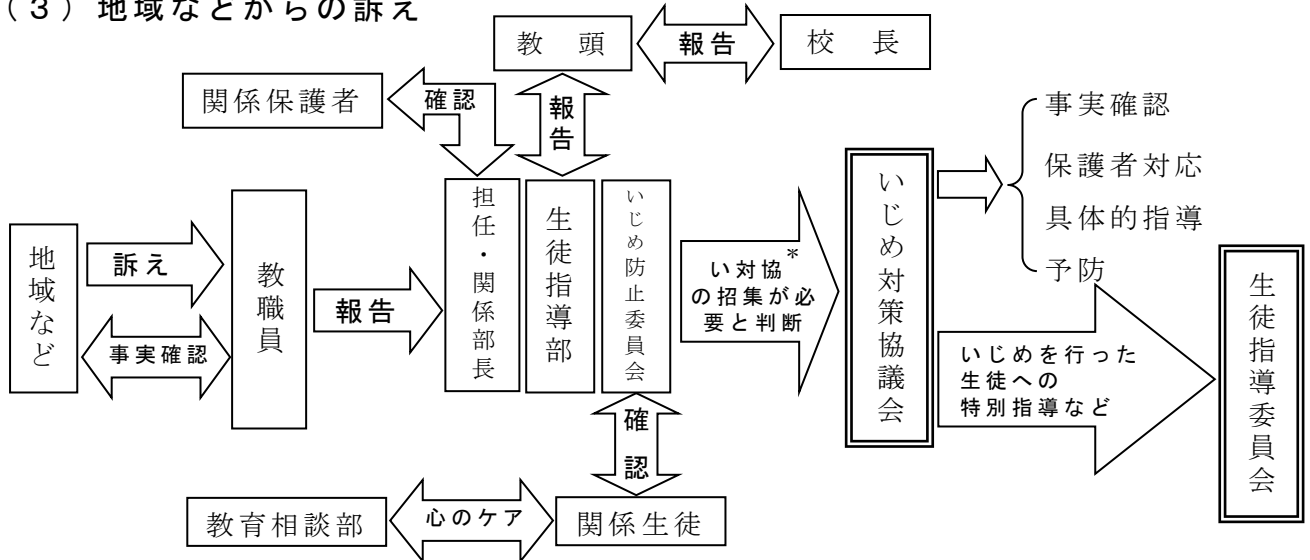 （３）地域などからの訴え
教　頭
報告
校　長
関係保護者
確認
報告
事実確認
保護者対応
具体的指導
予防
地域など
訴え
事実確認
教職員
報告
担任・関係部長
生徒指導部
いじめ防止委員会
い対協*
の招集が必
要と判断
いじめ対策協議会
いじめを行った
生徒への
特別指導など
生徒指導委員会
確認
教育相談部
心のケア
関係生徒